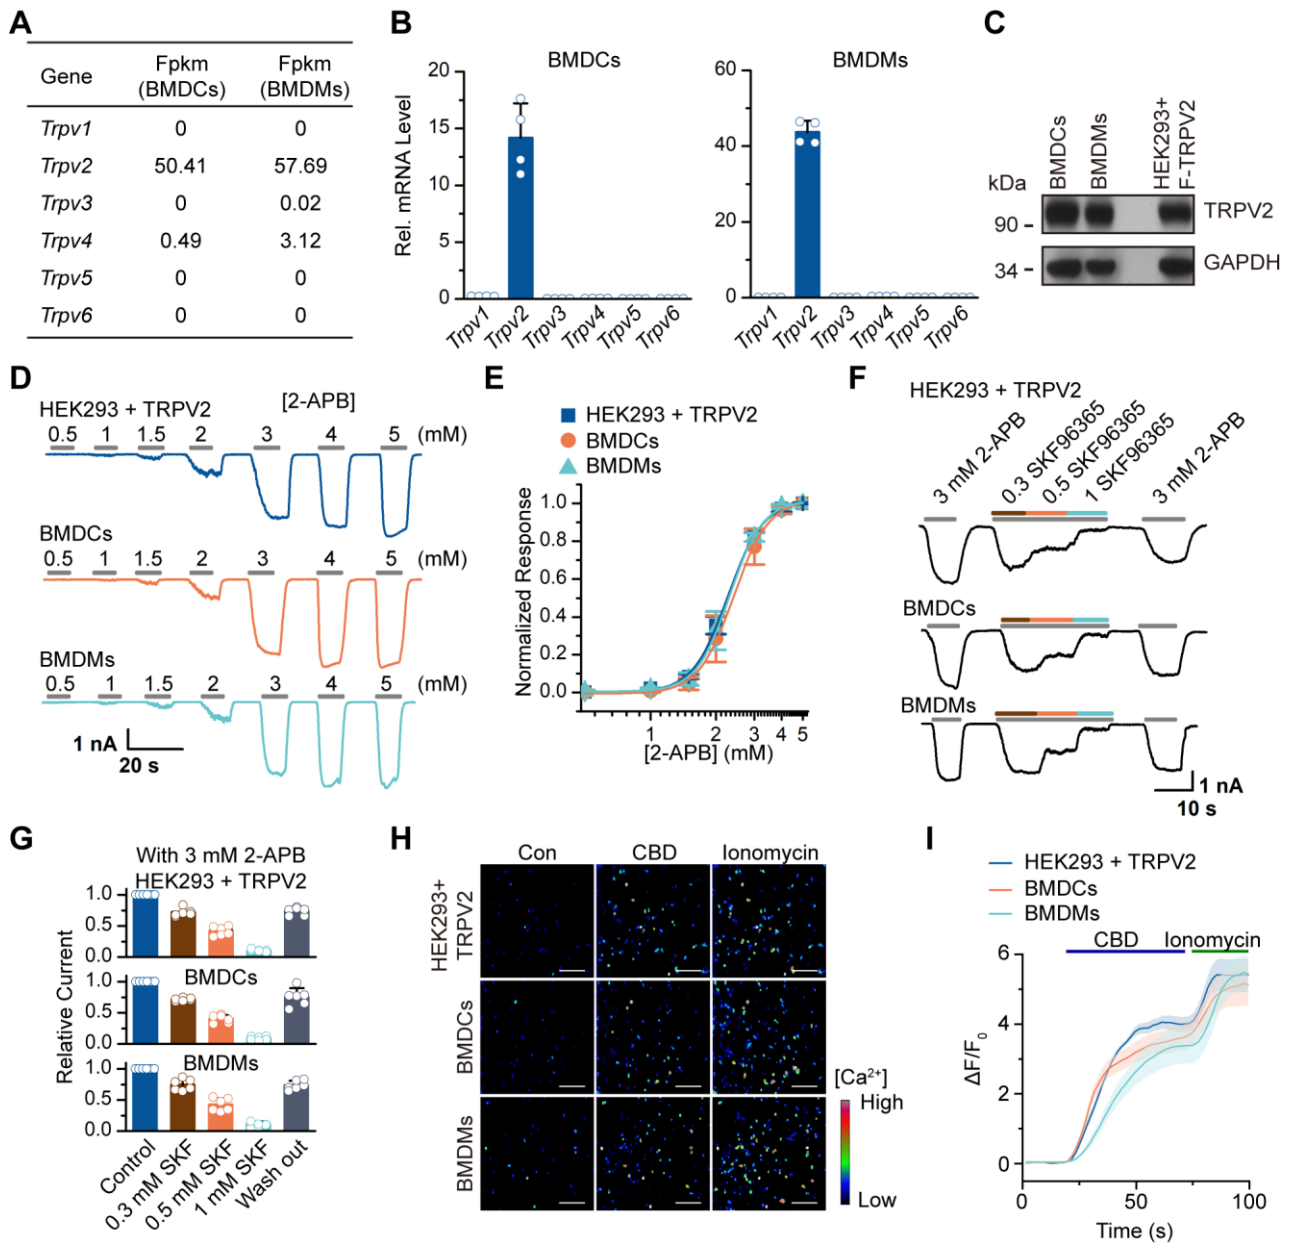 A
Gene Fpkm (BMDCs) Fpkm (BMDMs)
Trpv1 0 0
Trpv2 50.41 57.69
Trpv3 0 0.02
Trpv4 0.49 3.12
Trpv5 0 0
Trpv6 0 0
B
BMDCs
Rel. mRNA Level
20
15
10
5
0
Trpv1 Trpv2 Trpv3 Trpv4 Trpv5 Trpv6
BMDMs
60
40
20
0
Trpv1 Trpv2 Trpv3 Trpv4 Trpv5 Trpv6
C
BMDCs
BMDMs
HEK293+
F-TRPV2
kDa
90
TRPV2
34
GAPDH
D
HEK293 + TRPV2
[2-APB]
0.5 1 1.5 2 3 4 5 (mM)
BMDCs
0.5 1 1.5 2 3 4 5 (mM)
BMDMs
0.5 1 1.5 2 3 4 5 (mM)
1 nA
20 s
E
HEK293 + TRPV2
BMDCs
BMDMs
Normalized Response
1.0
0.8
0.6
0.4
0.2
0.0
1 2 3 4 5
[2-APB] (mM)
F
HEK293 + TRPV2
3 mM 2-APB
0.3 SKF96365
0.5 SKF96365
1 SKF96365
3 mM 2-APB
BMDCs
BMDMs
1 nA
10 s
G
With 3 mM 2-APB
HEK293 + TRPV2
Relative Current
1.0
0.5
0.0
BMDCs
1.0
0.5
0.0
BMDMs
1.0
0.5
0.0
Control
0.3 mM SKF
0.5 mM SKF
1 mM SKF
Wash out
H
Con CBD Ionomycin
HEK293+
TRPV2
BMDCs
BMDMs
[Ca²⁺]
High
Low
I
HEK293 + TRPV2
BMDCs
BMDMs
CBD Ionomycin
ΔF/F₀
6
4
2
0
0 50 100
Time (s)